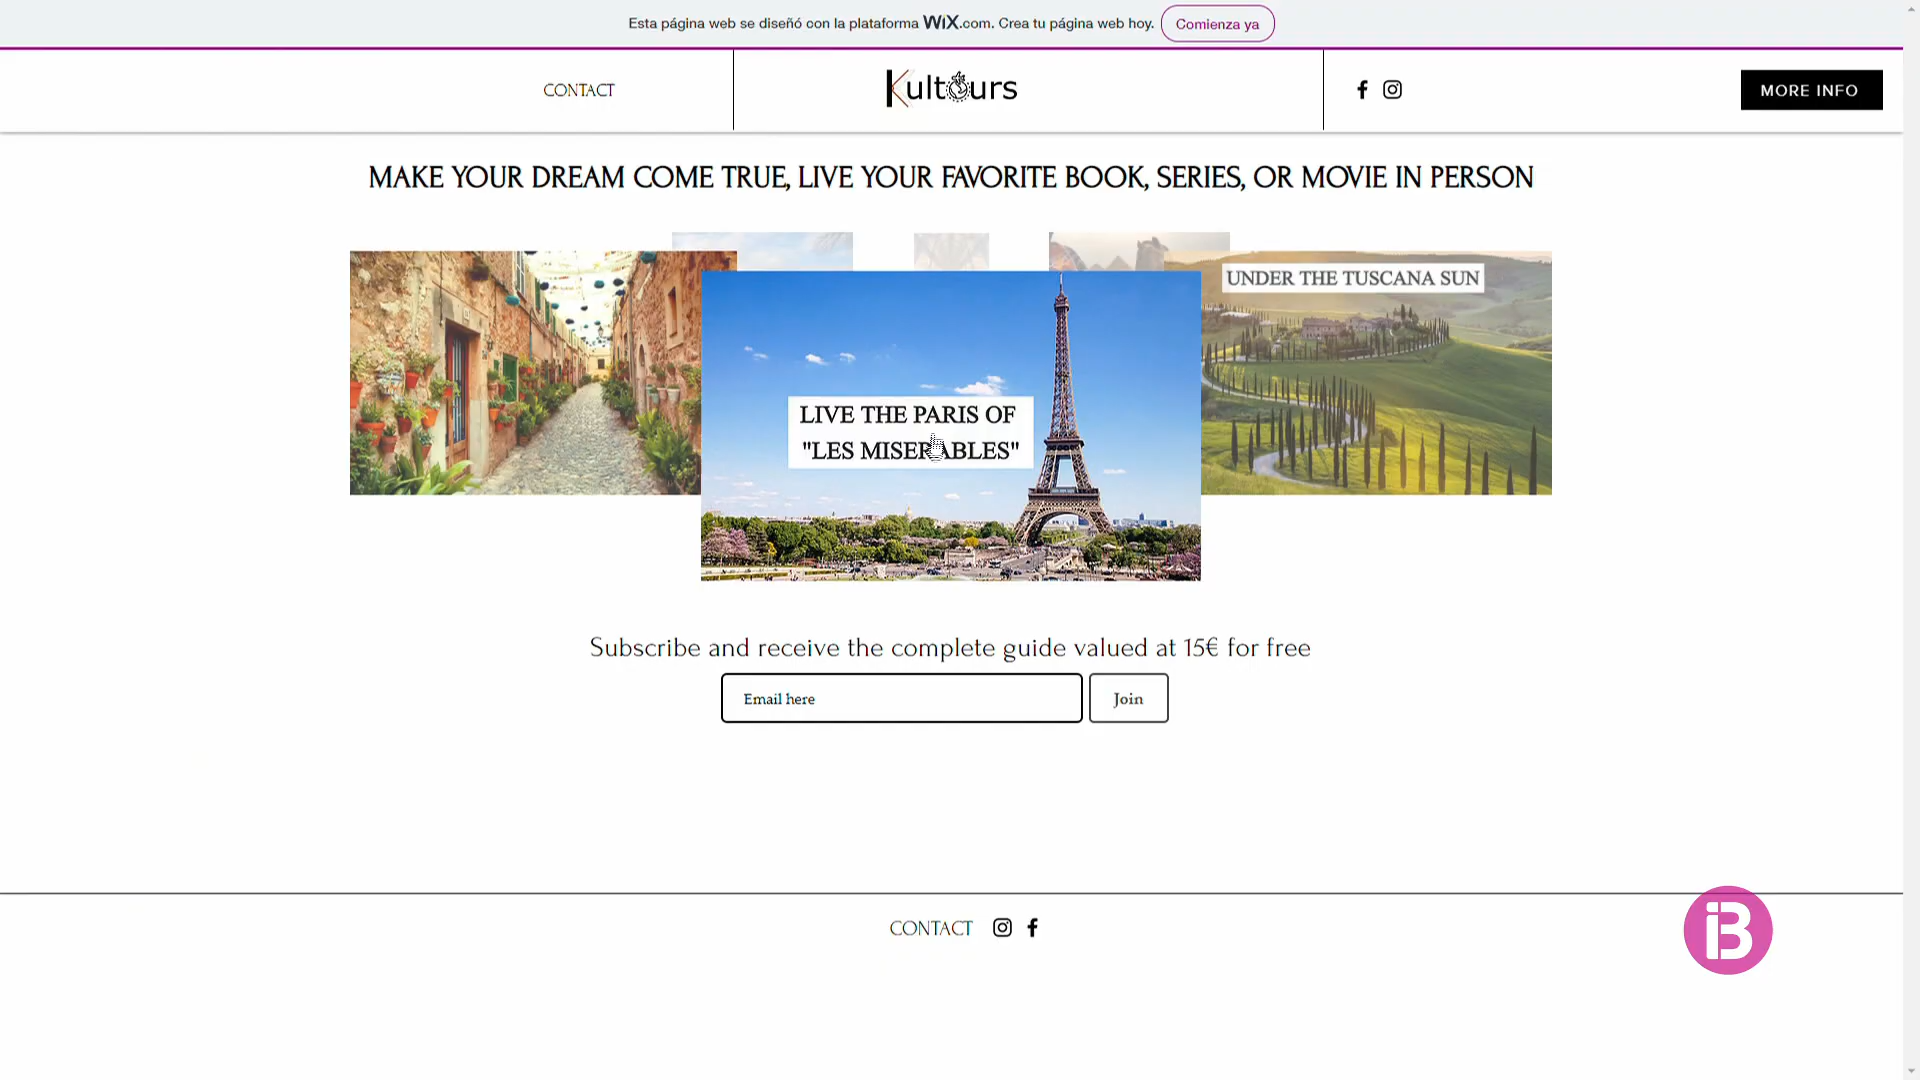 Esta página web se diseñó con la plataforma WiX.com. Crea tu página web hoy. Comienza ya
CONTACT
Kultours
MORE INFO
MAKE YOUR DREAM COME TRUE, LIVE YOUR FAVORITE BOOK, SERIES, OR MOVIE IN PERSON
UNDER THE TUSCANA SUN
LIVE THE PARIS OF
"LES MISERABLES"
Subscribe and receive the complete guide valued at 15€ for free
Email here
Join
CONTACT
iB